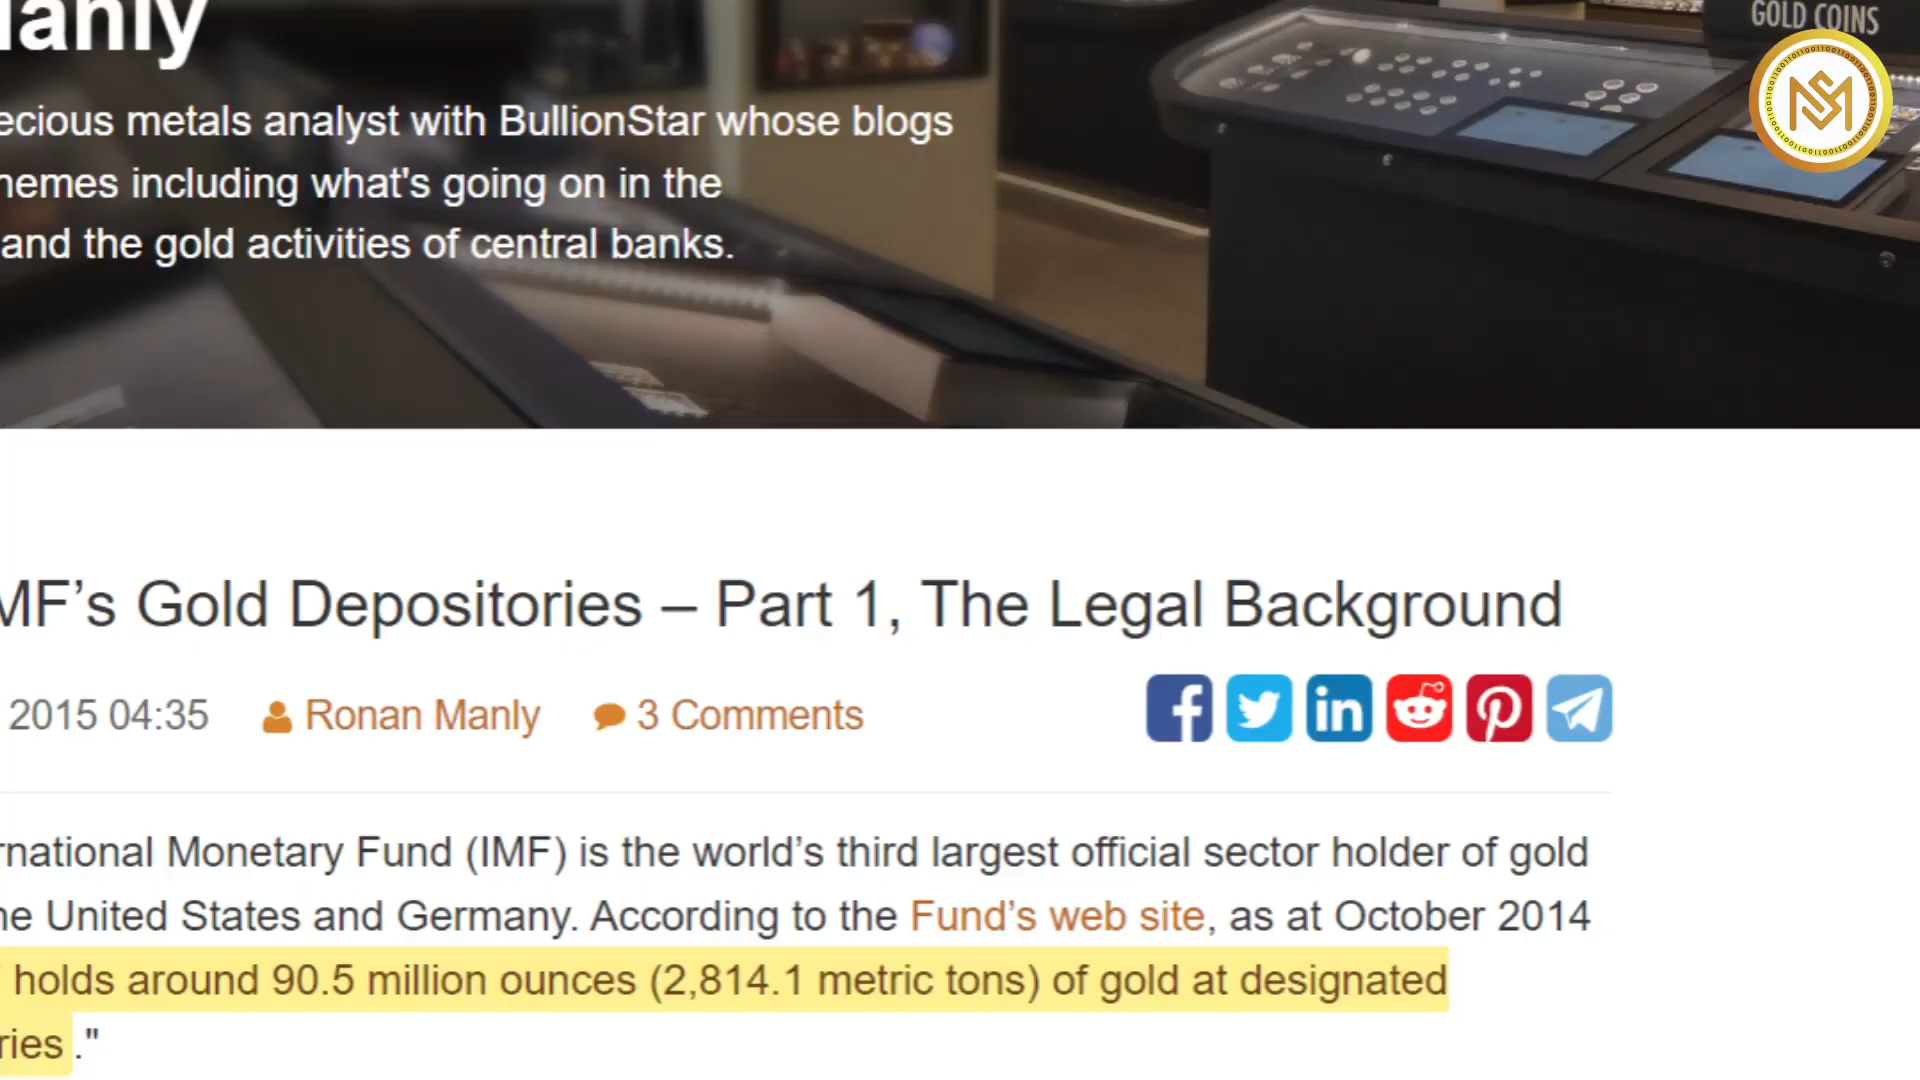 GOLD COINS
anly
ecious metals analyst with BullionStar whose blogs
nemes including what's going on in the
and the gold activities of central banks.
MF’s Gold Depositories – Part 1, The Legal Background
2015 04:35 Ronan Manly 3 Comments
rnational Monetary Fund (IMF) is the world’s third largest official sector holder of gold
he United States and Germany. According to the Fund’s web site, as at October 2014
holds around 90.5 million ounces (2,814.1 metric tons) of gold at designated
ries ."